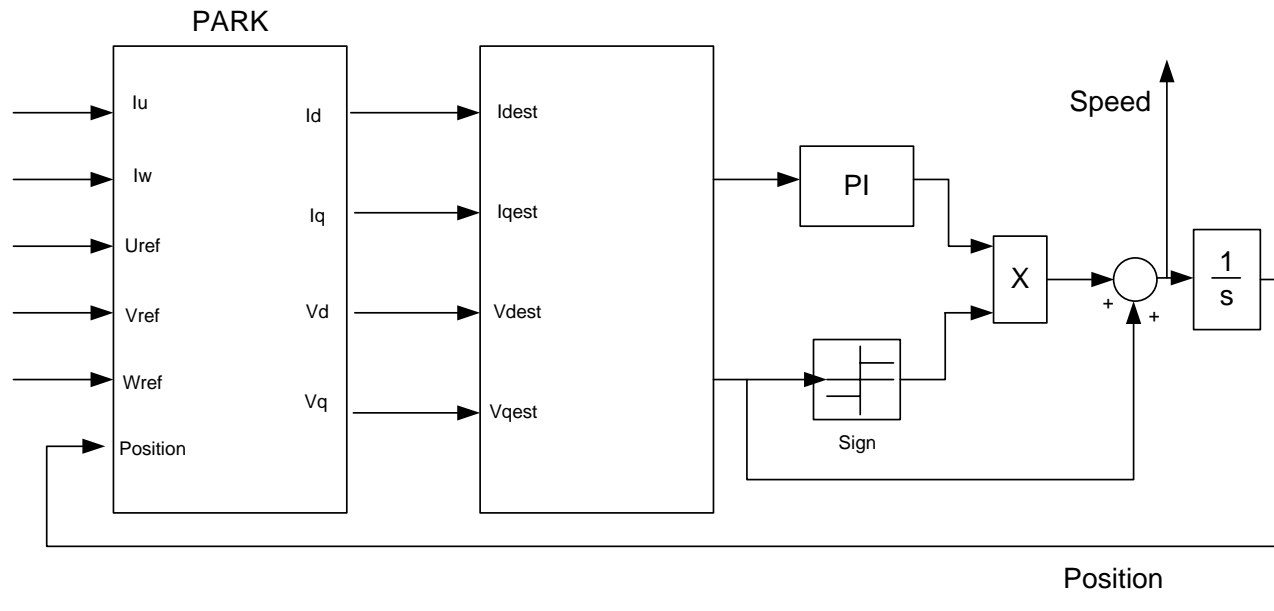 PARK
Iu
Iw
Uref
Vref
Wref
Position
Id
Iq
Vd
Vq
Idest
Iqest
Vdest
Vqest
PI
Sign
X
+
+
Speed
1
s
Position